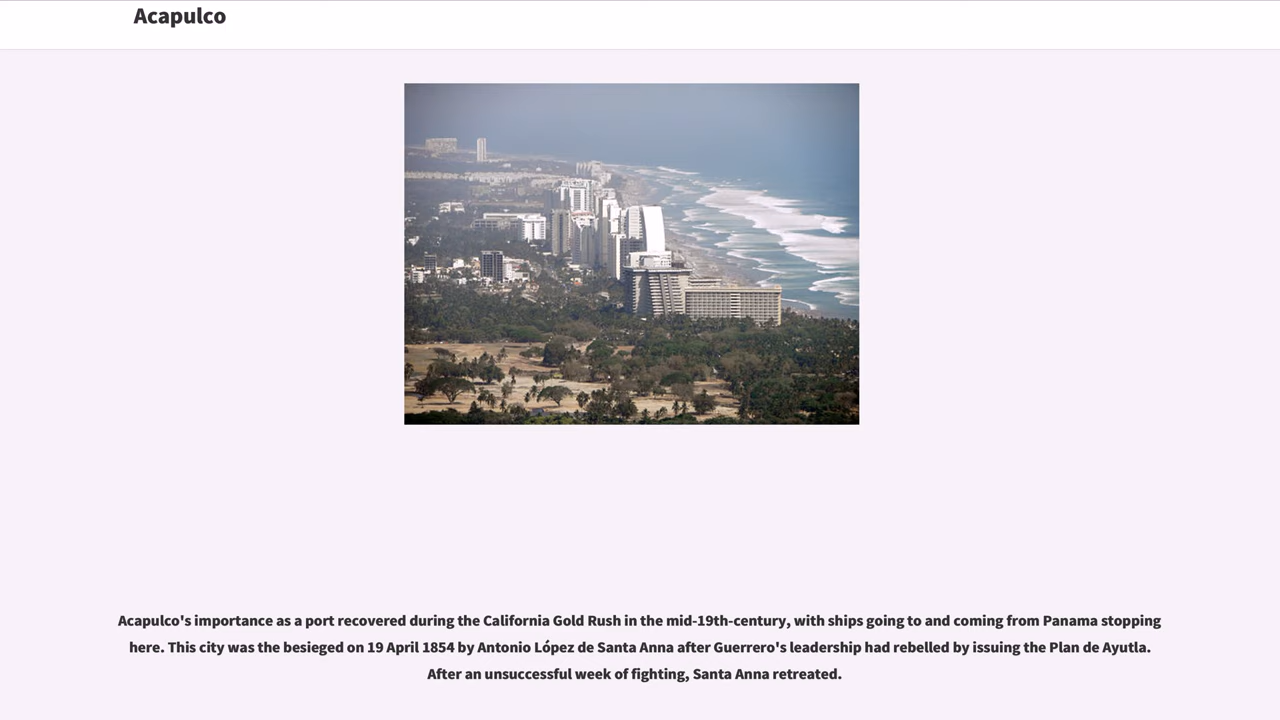 Acapulco
Acapulco's importance as a port recovered during the California Gold Rush in the mid-19th-century, with ships going to and coming from Panama stopping
here. This city was the besieged on 19 April 1854 by Antonio López de Santa Anna after Guerrero's leadership had rebelled by issuing the Plan de Ayutla.
After an unsuccessful week of fighting, Santa Anna retreated.